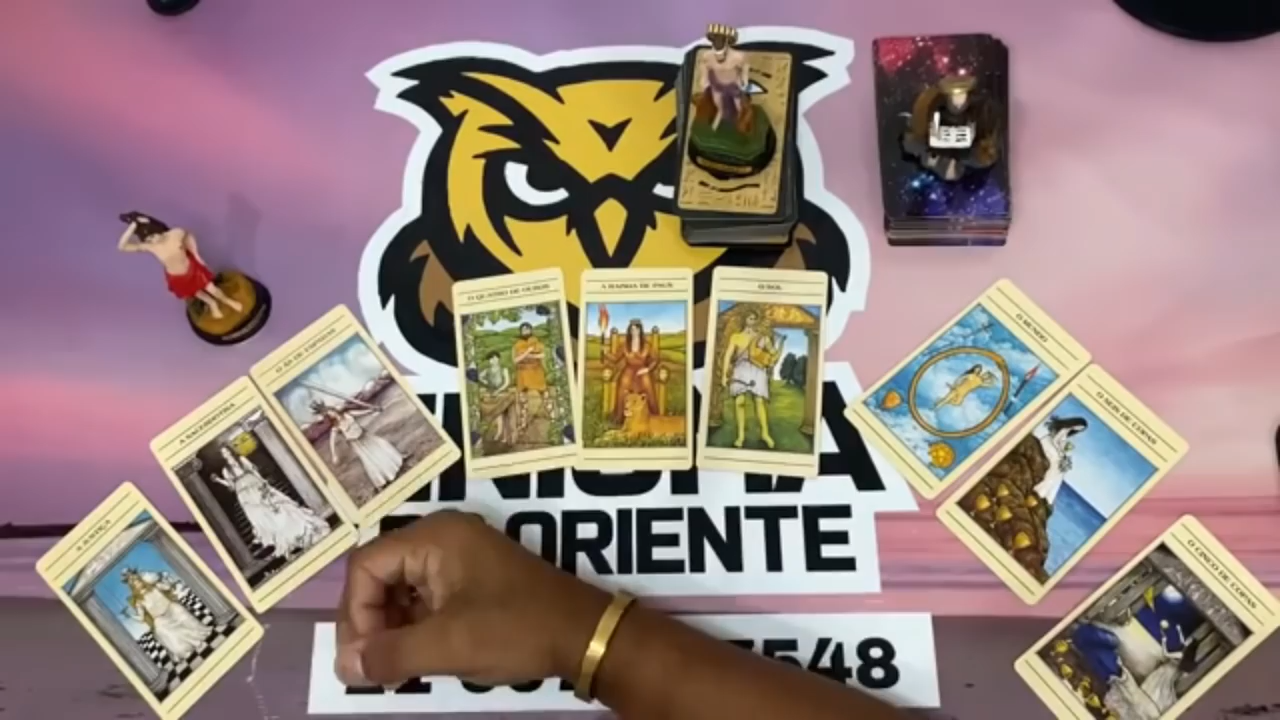 O QUATRO DE OUROS
A RAINHA DE PAUS
O SOL
O MUNDO
O ÁS DE ESPADAS
A SACERDOTISA
O SEIS DE COPAS
A JUSTIÇA
O CINCO DE COPAS
ORIENTE
5548